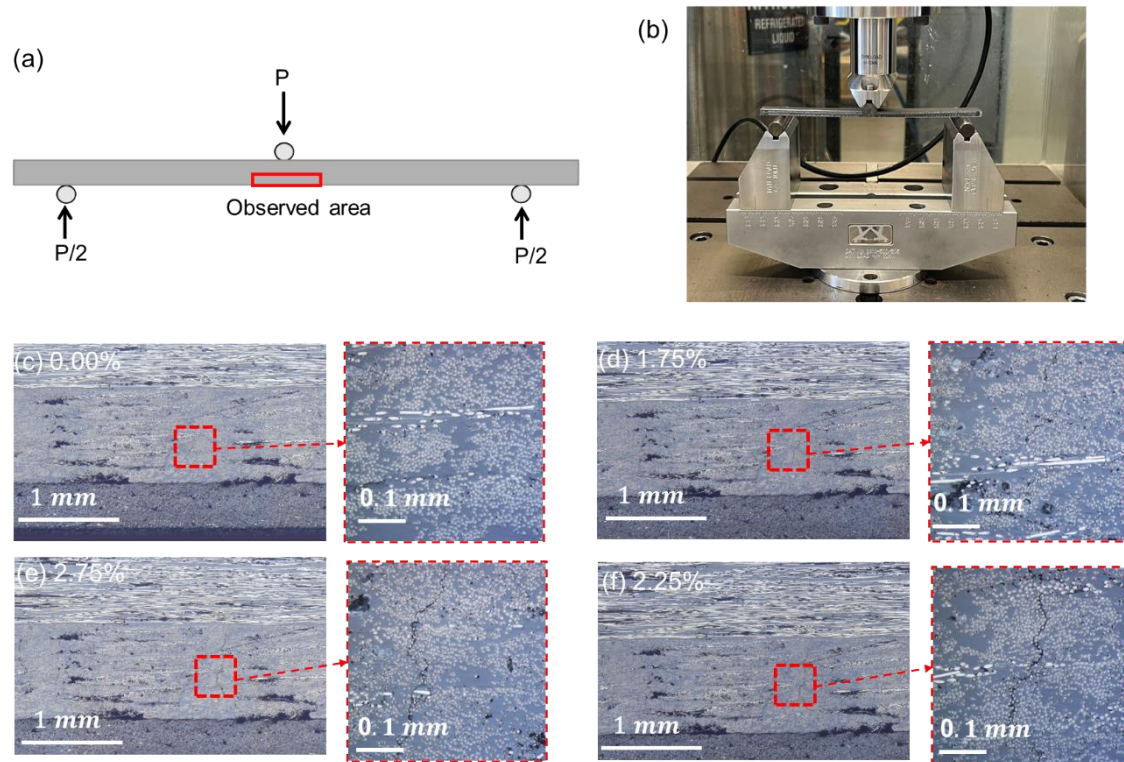 (a)
P
Observed area
P/2
P/2
(b)
REFRIGERATED
LIQUID
(c) 0.00%
1 mm
0.1 mm
(d) 1.75%
1 mm
0.1 mm
(e) 2.75%
1 mm
0.1 mm
(f) 2.25%
1 mm
0.1 mm